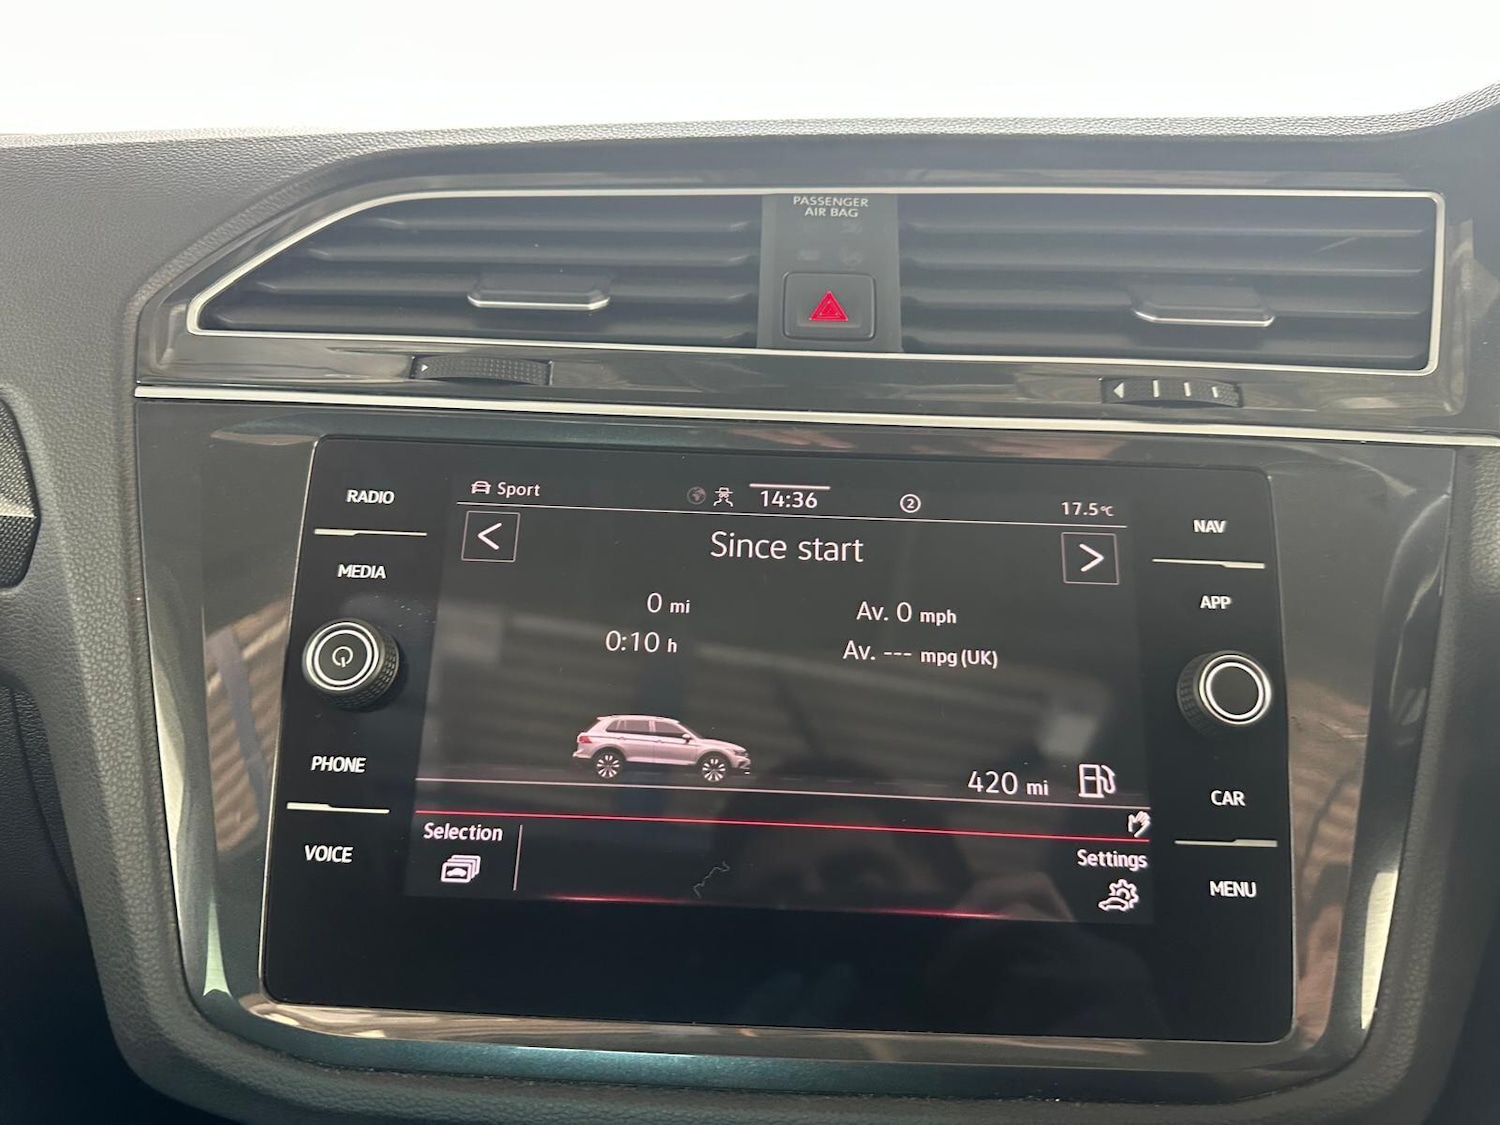 PASSENGER
AIR BAG
RADIO
MEDIA
PHONE
VOICE
Sport
14:36
2
17.5°C
Since start
0 mi
Av. 0 mph
0:10 h
Av. --- mpg (UK)
420 mi
Selection
Settings
NAV
APP
CAR
MENU